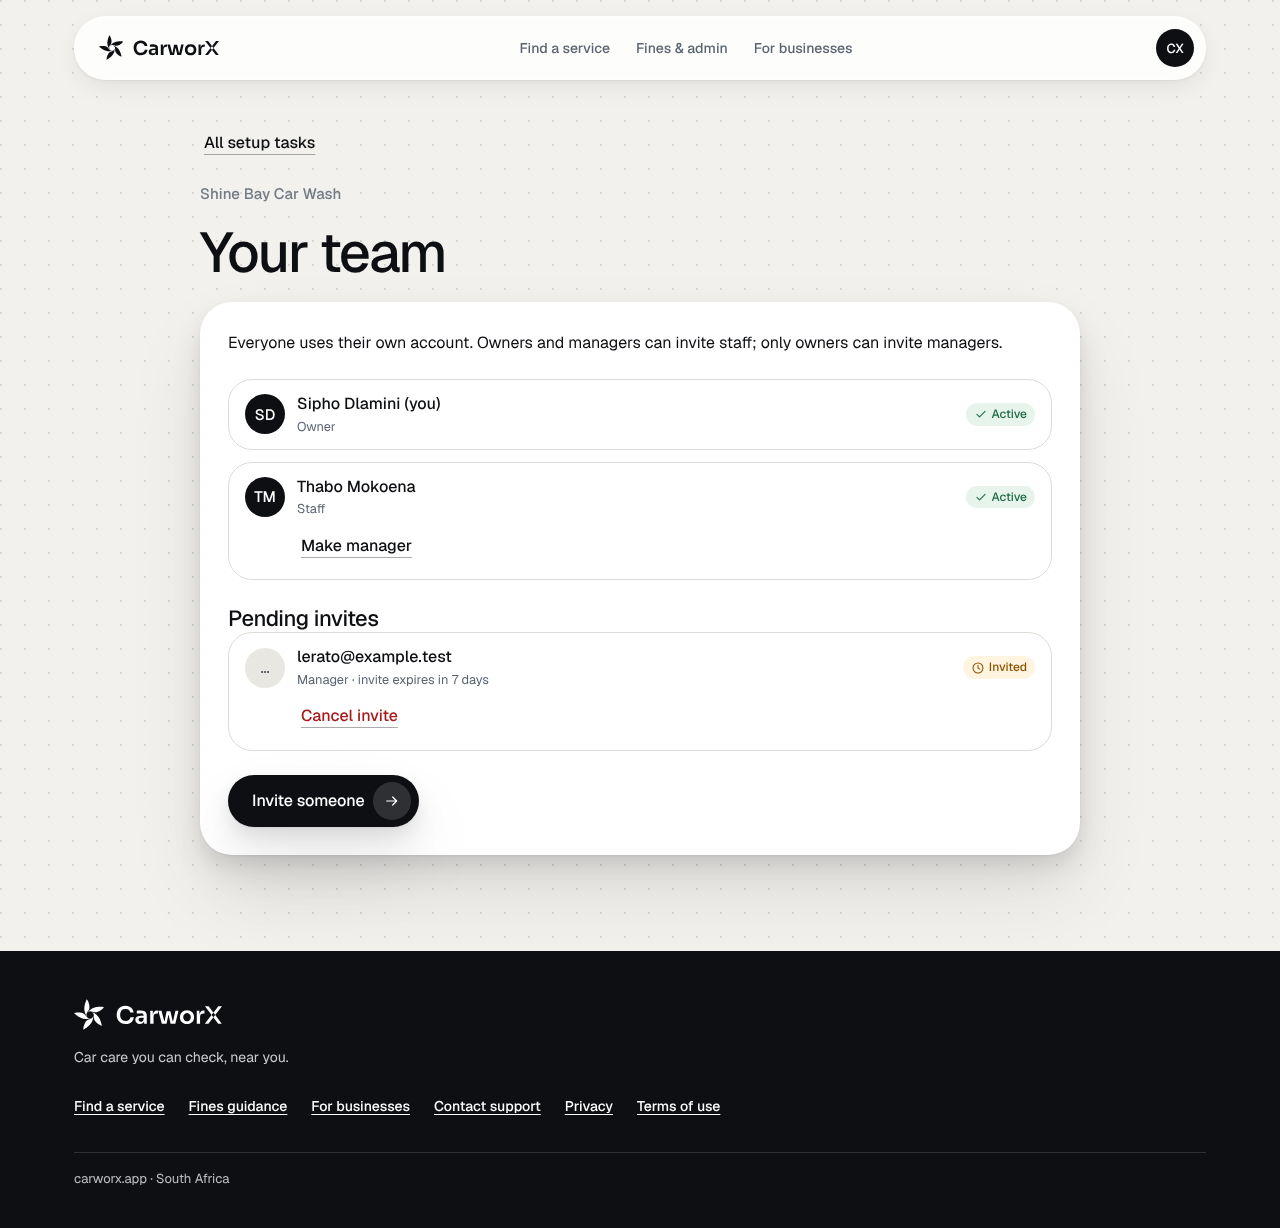 CarworX
Find a service
Fines & admin
For businesses
CX
All setup tasks
Shine Bay Car Wash
Your team
Everyone uses their own account. Owners and managers can invite staff; only owners can invite managers.
SD
Sipho Dlamini (you)
Owner
Active
TM
Thabo Mokoena
Staff
Active
Make manager
Pending invites
...
lerato@example.test
Manager · invite expires in 7 days
Invited
Cancel invite
Invite someone
CarworX
Car care you can check, near you.
Find a service
Fines guidance
For businesses
Contact support
Privacy
Terms of use
carworx.app · South Africa